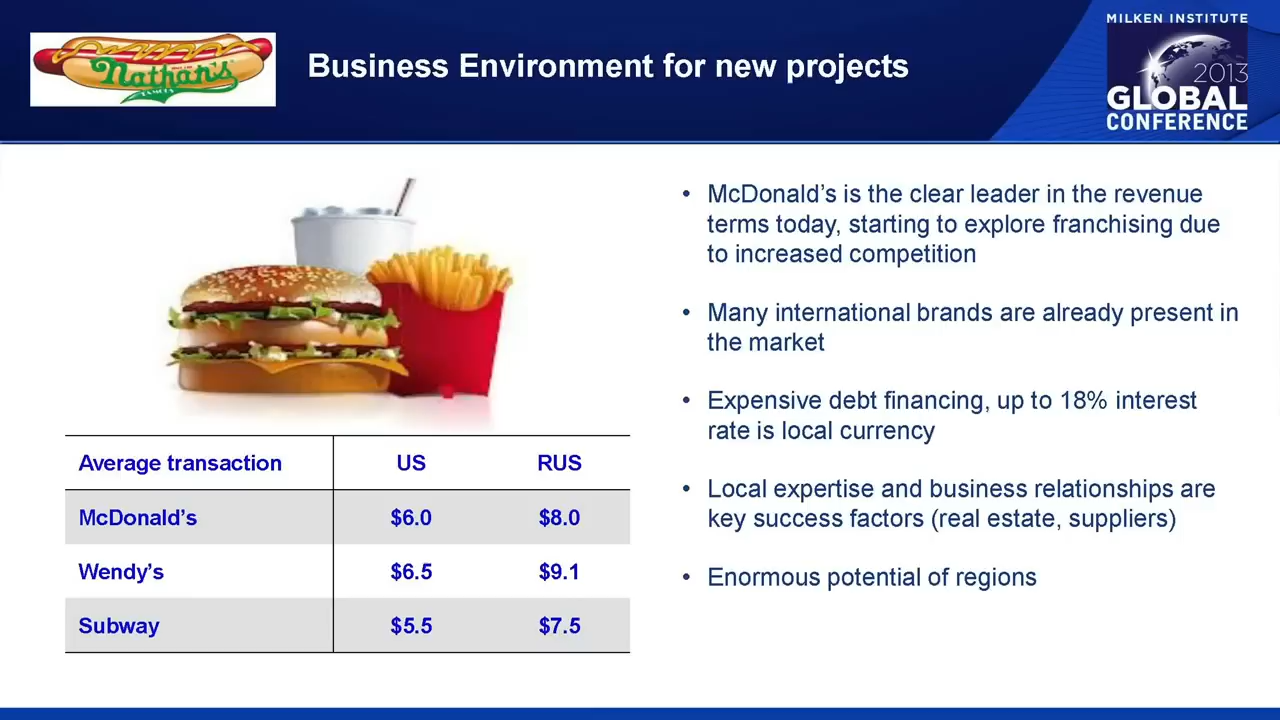 Nathan's
FAMOUS
Business Environment for new projects
MILKEN INSTITUTE
2013
GLOBAL
CONFERENCE
• McDonald’s is the clear leader in the revenue
terms today, starting to explore franchising due
to increased competition
• Many international brands are already present in
the market
• Expensive debt financing, up to 18% interest
rate is local currency
• Local expertise and business relationships are
key success factors (real estate, suppliers)
• Enormous potential of regions
Average transaction US RUS
McDonald’s $6.0 $8.0
Wendy’s $6.5 $9.1
Subway $5.5 $7.5